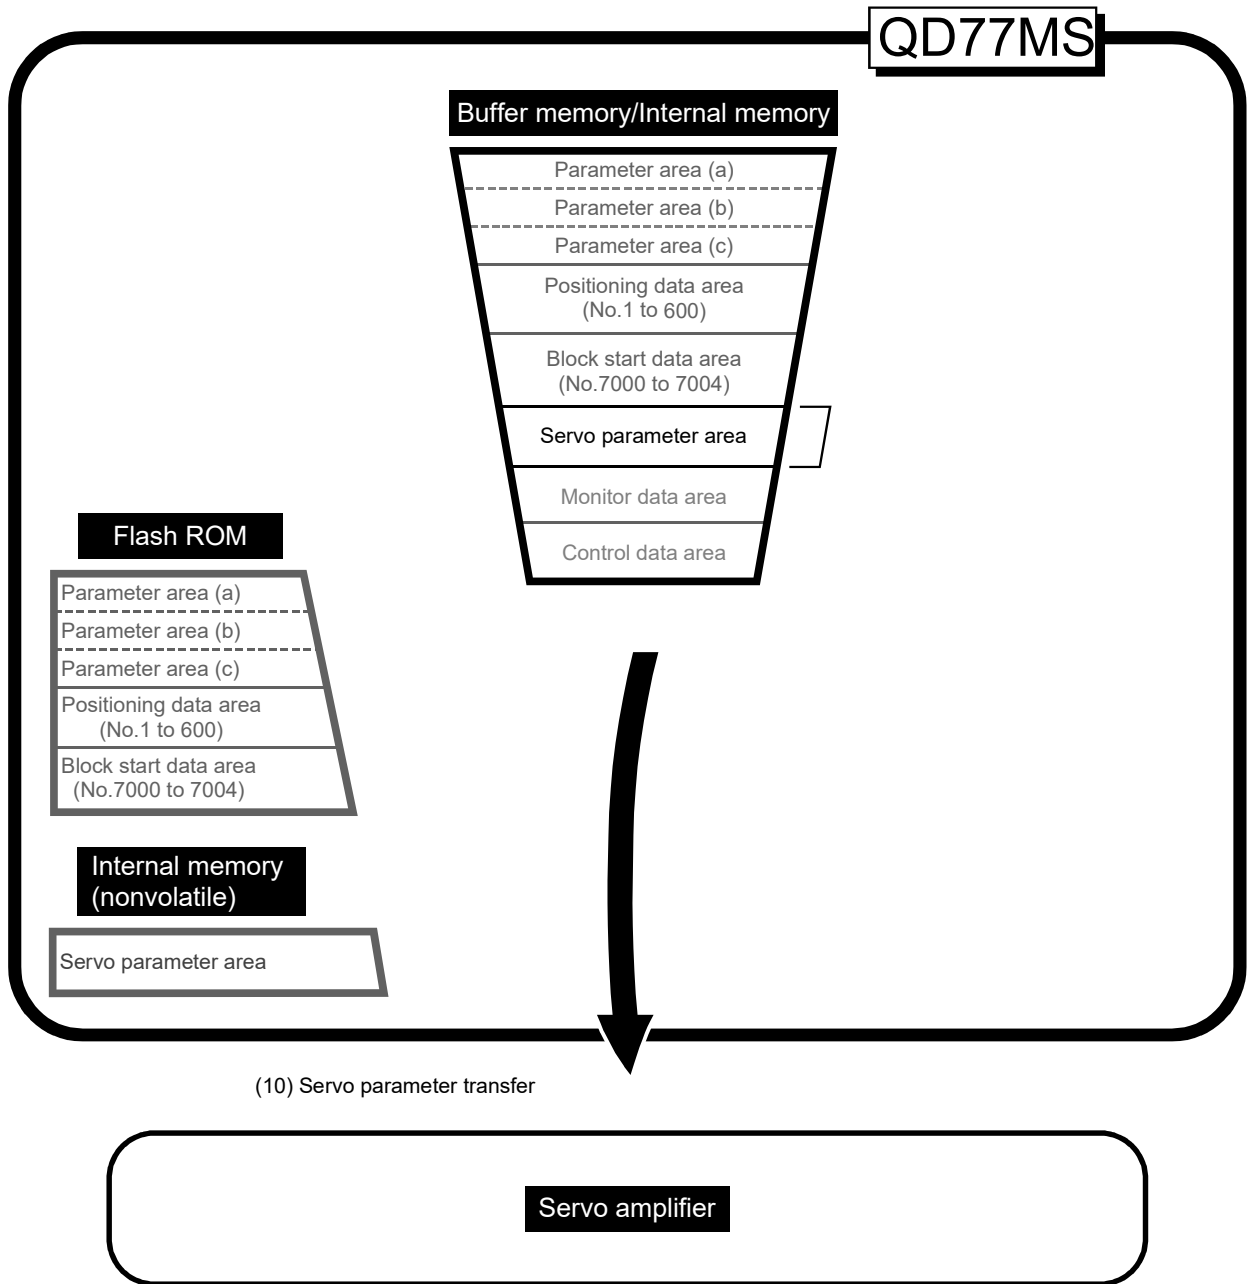 QD77MS
Buffer memory/Internal memory
Parameter area (a)
Parameter area (b)
Parameter area (c)
Positioning data area
(No.1 to 600)
Block start data area
(No.7000 to 7004)
Servo parameter area
Monitor data area
Control data area
Flash ROM
Parameter area (a)
Parameter area (b)
Parameter area (c)
Positioning data area
(No.1 to 600)
Block start data area
(No.7000 to 7004)
Internal memory
(nonvolatile)
Servo parameter area
(10) Servo parameter transfer
Servo amplifier